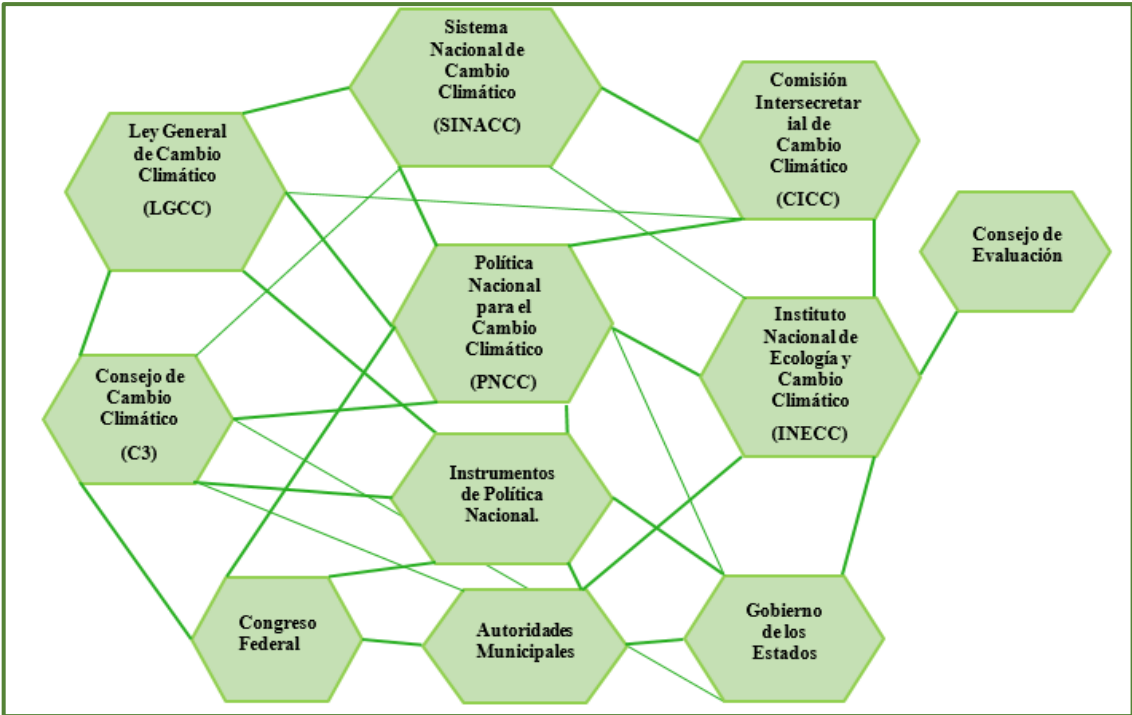 Sistema
Nacional de
Cambio
Climático
(SINACC)
Comisión
Intersecretar
ial de
Cambio
Climático
(CICC)
Ley General
de Cambio
Climático
(LGCC)
Consejo de
Evaluación
Política
Nacional
para el
Cambio
Climático
(PNCC)
Instituto
Nacional de
Ecología y
Cambio
Climático
(INECC)
Consejo de
Cambio
Climático
(C3)
Instrumentos
de Política
Nacional.
Congreso
Federal
Autoridades
Municipales
Gobierno
de los
Estados